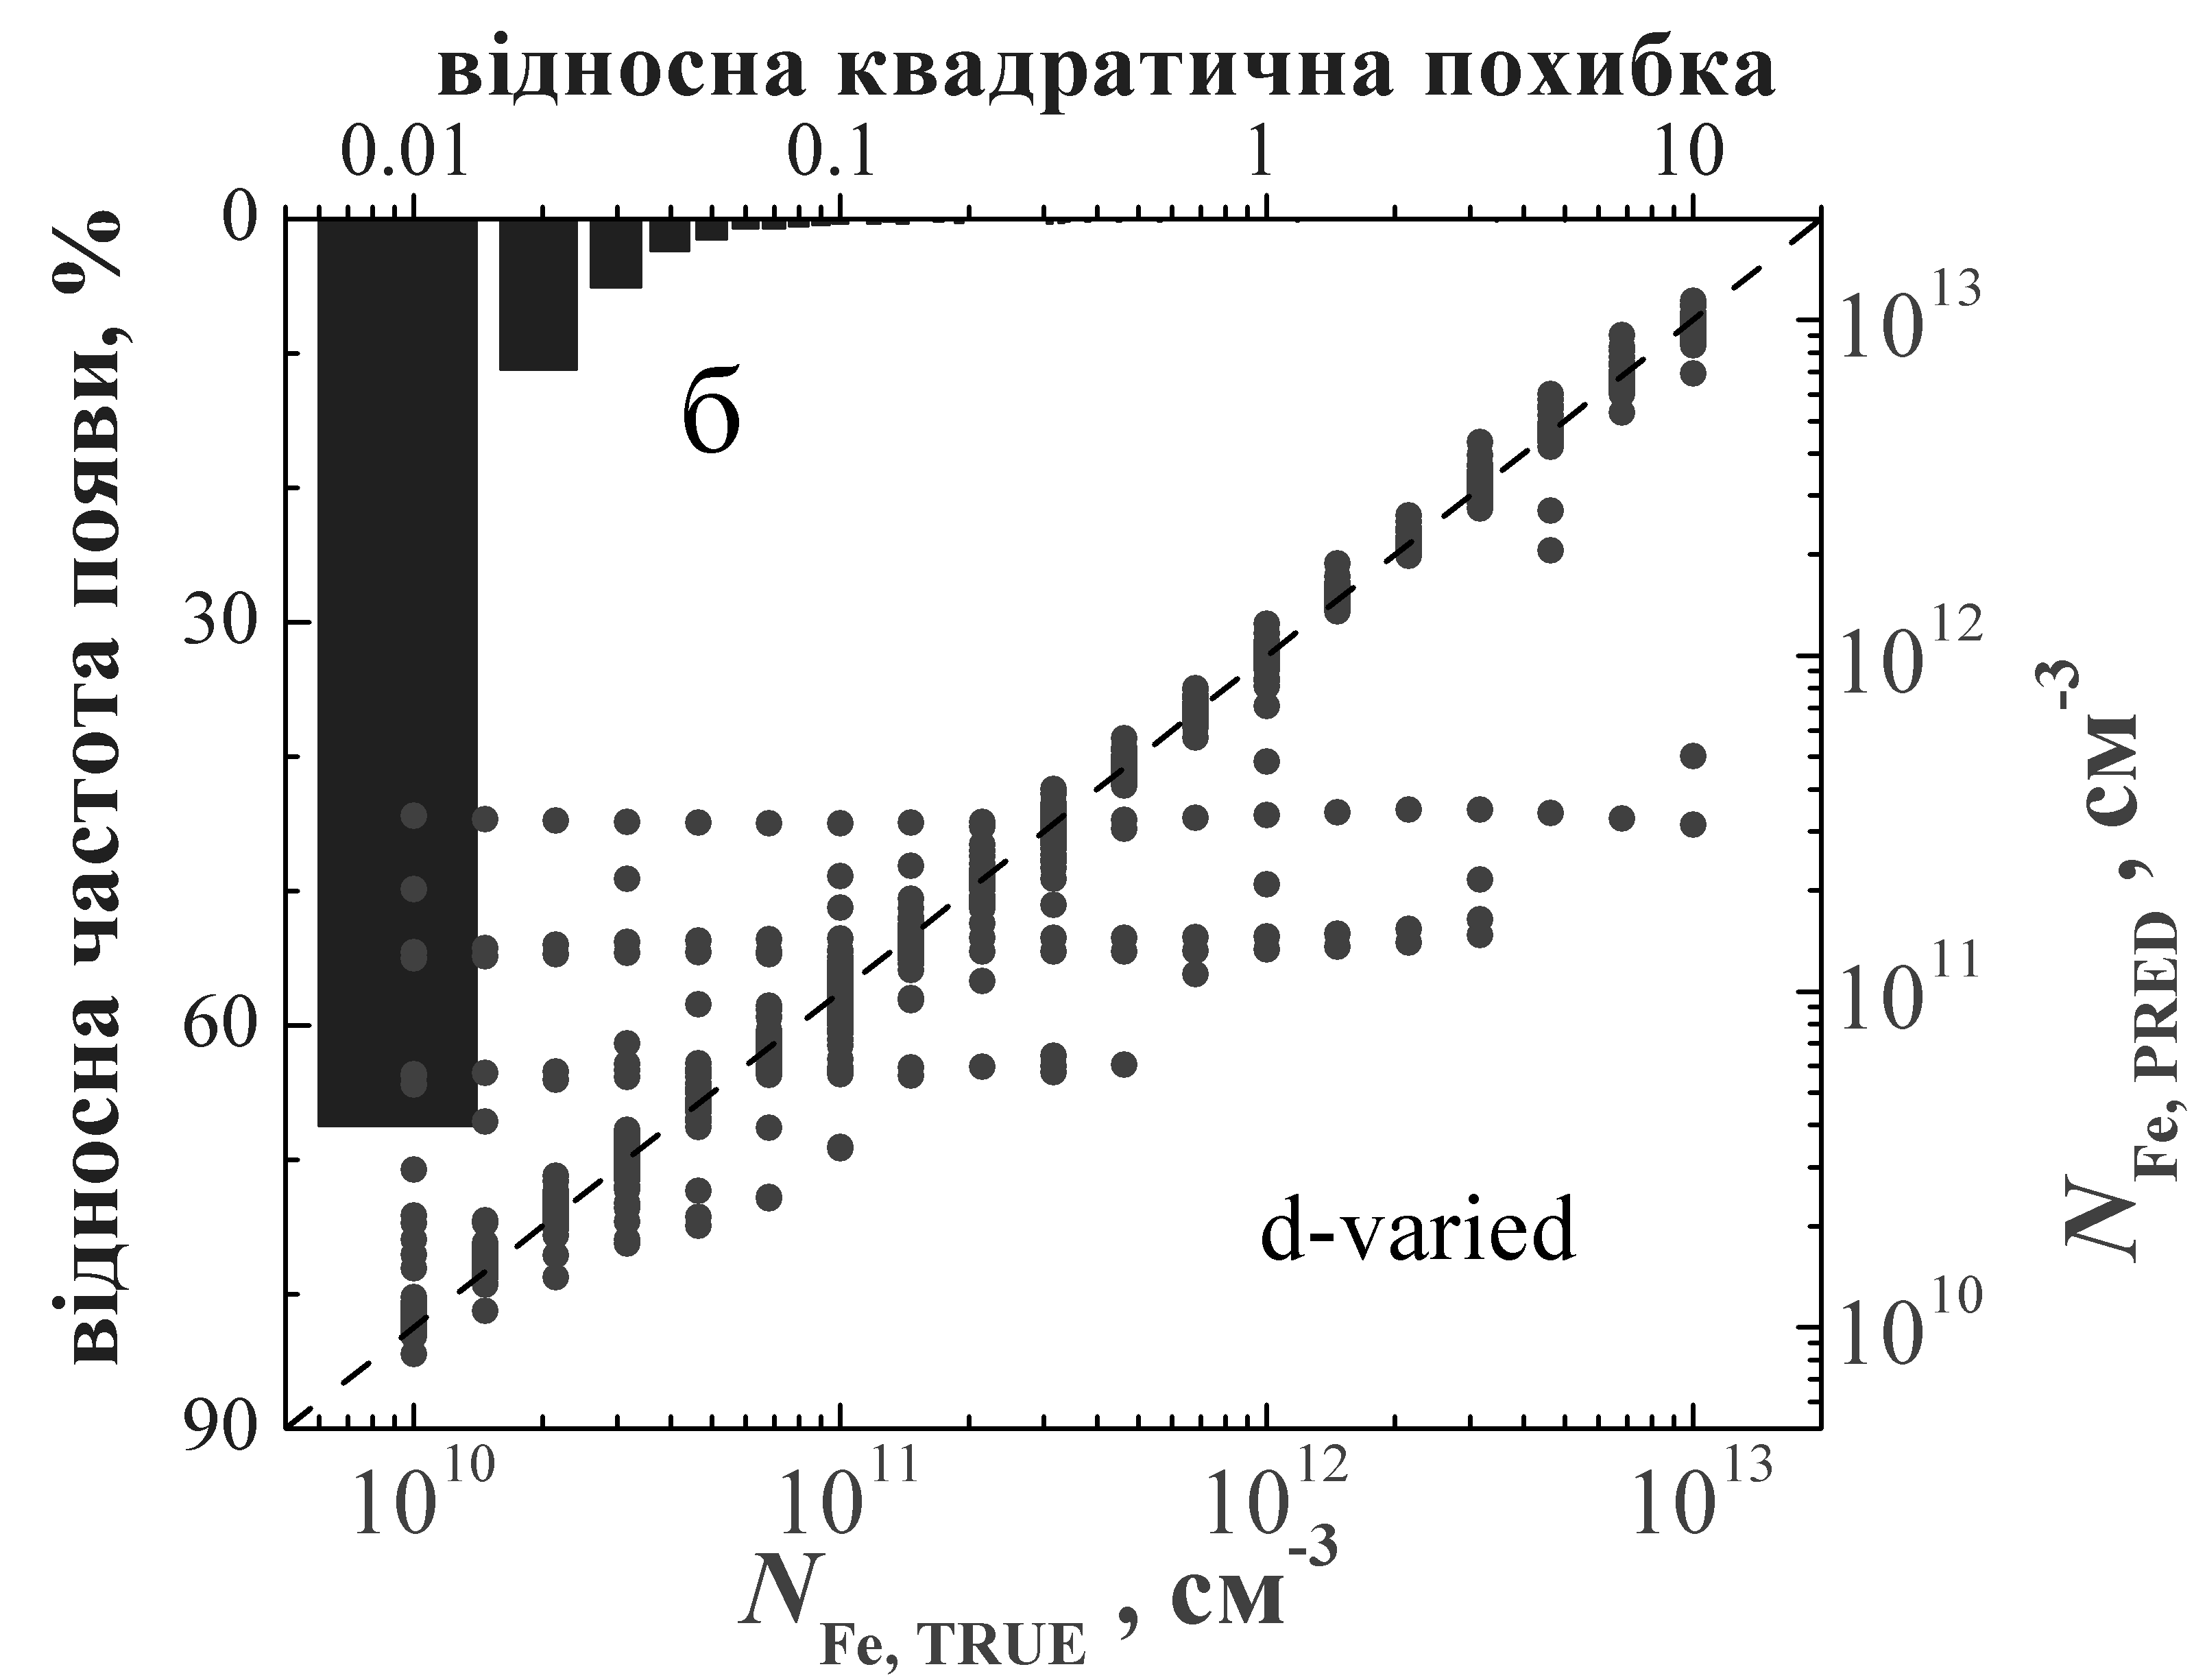 відносна квадратична похибка
0.01 0.1 1 10
відносна частота появи, %
0
30
60
90
б
d-varied
10^13
10^12
10^11
10^10
N Fe, PRED , см^-3
10^10 10^11 10^12 10^13
N Fe, TRUE , см^-3